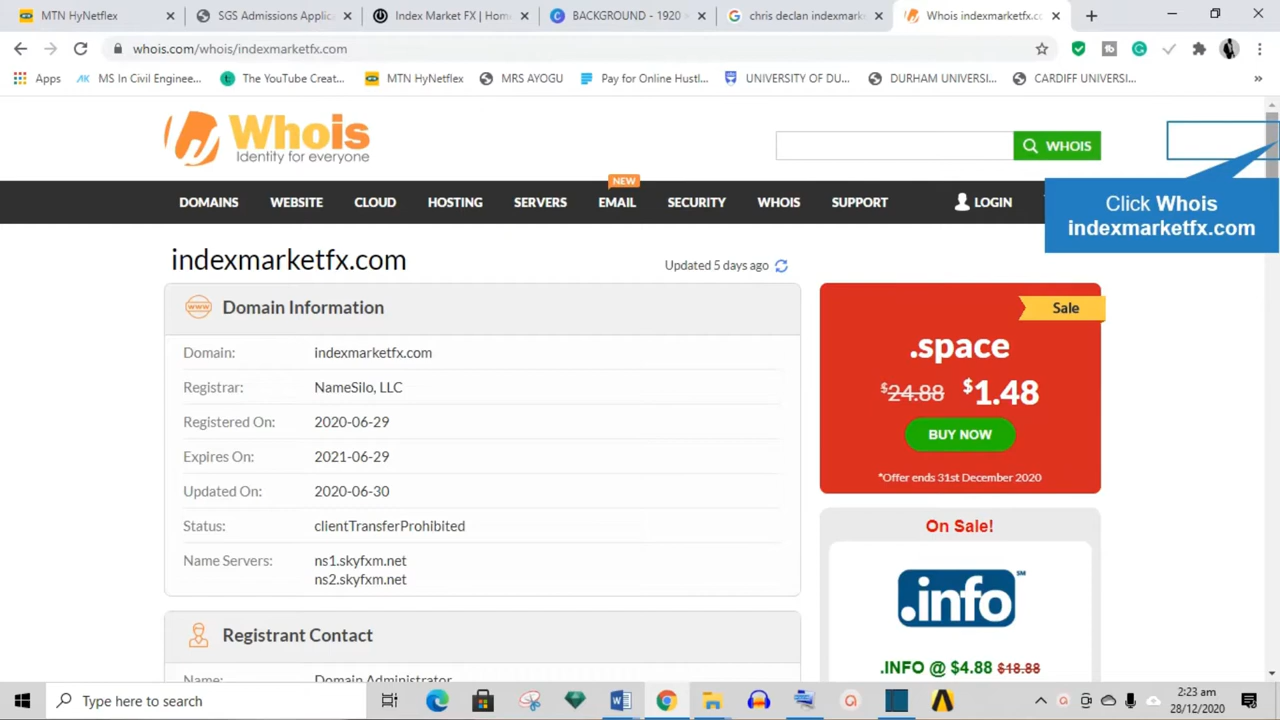 MTN HyNetflex
SGS Admissions Applic
Index Market FX | Hom
BACKGROUND - 1920
chris declan indexmark
Whois indexmarketfx.c
whois.com/whois/indexmarketfx.com
Apps
MS In Civil Enginee...
The YouTube Creat...
MTN HyNetflex
MRS AYOGU
Pay for Online Hustl...
UNIVERSITY OF DU...
DURHAM UNIVERSI...
CARDIFF UNIVERSI...
Whois
Identity for everyone
WHOIS
NEW
DOMAINS
WEBSITE
CLOUD
HOSTING
SERVERS
EMAIL
SECURITY
WHOIS
SUPPORT
LOGIN
Click Whois
indexmarketfx.com
indexmarketfx.com
Updated 5 days ago
www
Domain Information
Domain: indexmarketfx.com
Registrar: NameSilo, LLC
Registered On: 2020-06-29
Expires On: 2021-06-29
Updated On: 2020-06-30
Status: clientTransferProhibited
Name Servers: ns1.skyfxm.net
ns2.skyfxm.net
Registrant Contact
Name: Domain Administrator
Sale
.space
$24.88 $1.48
BUY NOW
*Offer ends 31st December 2020
On Sale!
.info℠
.INFO @ $4.88 $18.88
Type here to search
2:23 am
28/12/2020